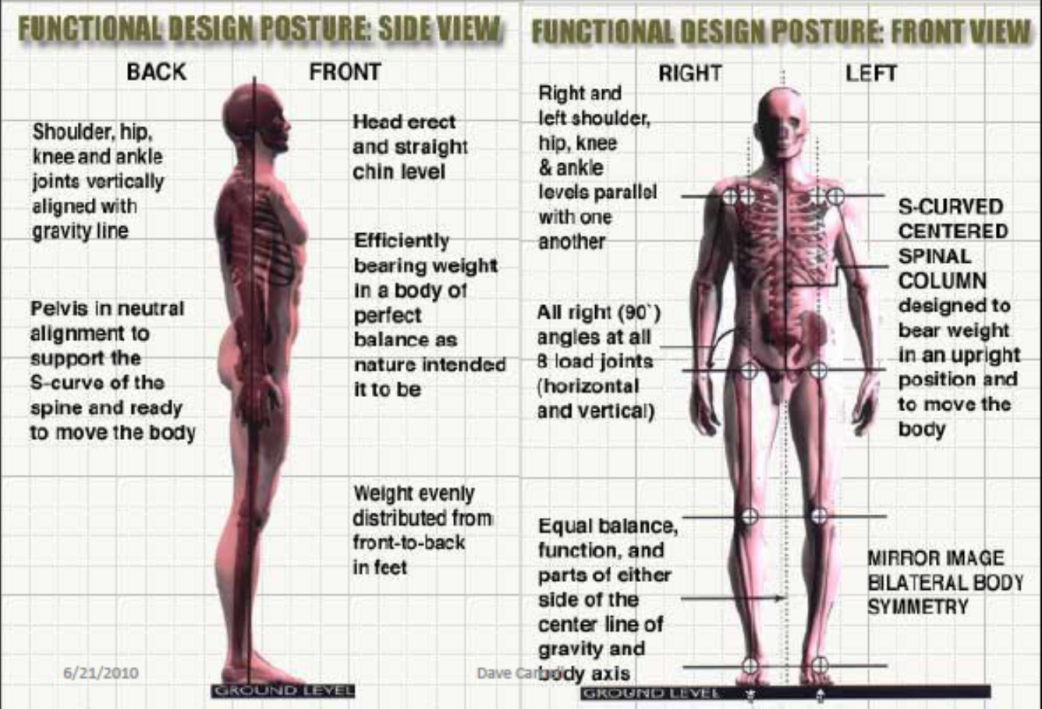 FUNCTIONAL DESIGN POSTURE: SIDE VIEW
BACK
FRONT
Shoulder, hip,
knee and ankle
joints vertically
aligned with
gravity line
Head erect
and straight
chin level
Efficiently
bearing weight
in a body of
perfect
balance as
nature intended
it to be
Pelvis in neutral
alignment to
support the
S-curve of the
spine and ready
to move the body
Weight evenly
distributed from
front-to-back
in feet
6/21/2010
GROUND LEVEL
Dave
FUNCTIONAL DESIGN POSTURE: FRONT VIEW
RIGHT
LEFT
Right and
left shoulder,
hip, knee
& ankle
levels parallel
with one
another
S-CURVED
CENTERED
SPINAL
COLUMN
designed to
bear weight
in an upright
position and
to move the
body
All right (90`)
angles at all
8 load joints
(horizontal
and vertical)
Equal balance,
function, and
parts of either
side of the
center line of
gravity and
body axis
MIRROR IMAGE
BILATERAL BODY
SYMMETRY
GROUND LEVEL